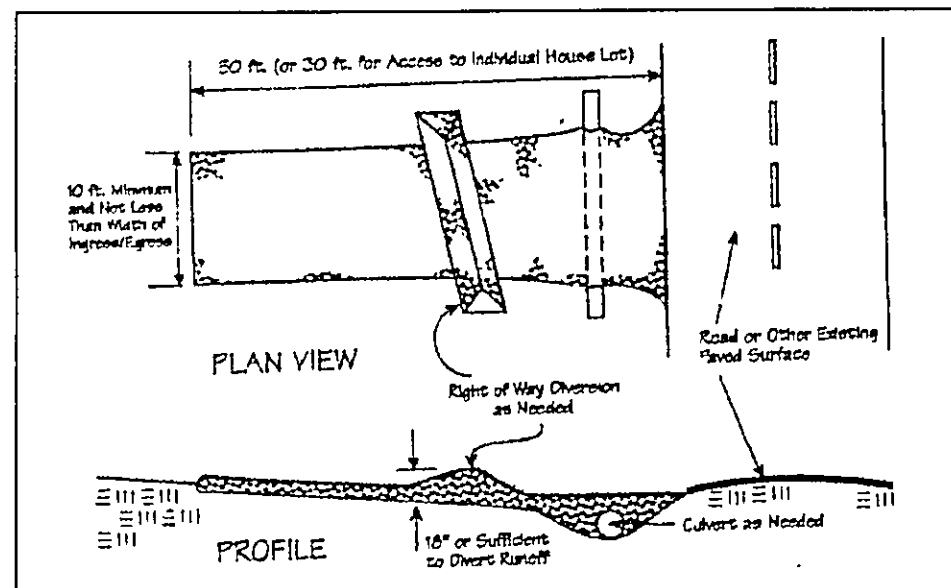 50 ft. (or 30 ft. for Access to Individual House Lot)
10 ft. Minimum
and Not Less
Than Width of
Ingress/Egress
PLAN VIEW
Right of Way Diversion
as Needed
Road or Other Existing
Paved Surface
PROFILE
18" or Sufficient
to Divert Runoff
Culvert as Needed